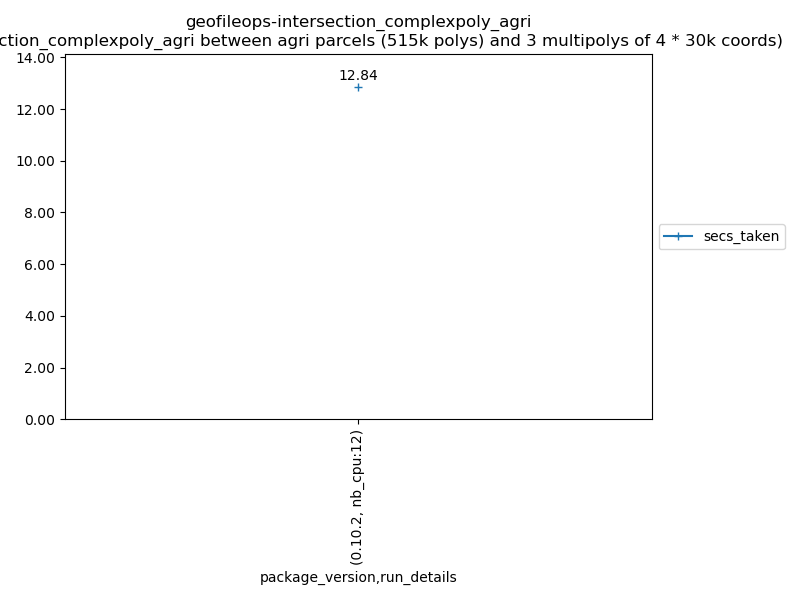 geofileops-intersection_complexpoly_agri
ction_complexpoly_agri between agri parcels (515k polys) and 3 multipolys of 4 * 30k coords)
14.00
12.84
12.00
10.00
8.00
6.00
4.00
2.00
0.00
secs_taken
(0.10.2, nb_cpu:12)
package_version,run_details